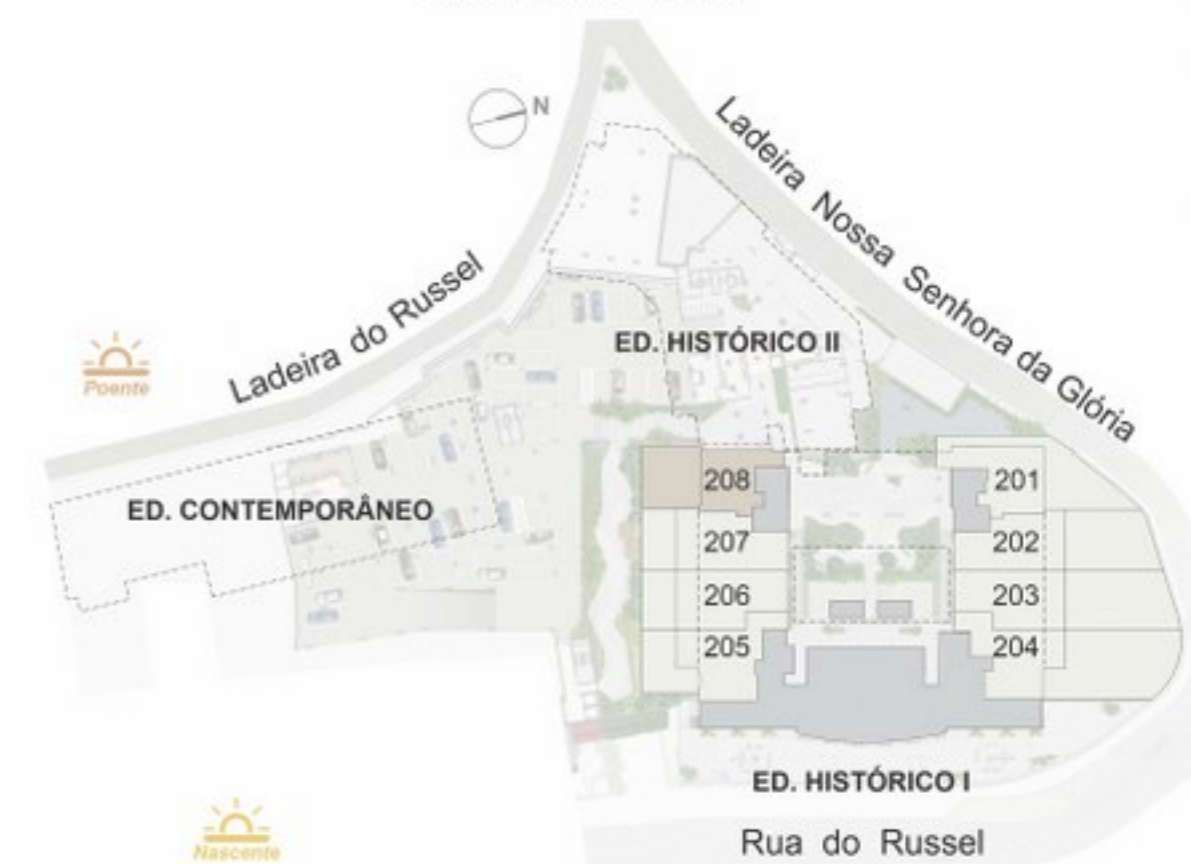 N
Ladeira Nossa Senhora da Glória
Ladeira do Russel
Poente
ED. HISTÓRICO II
ED. CONTEMPORÂNEO
208
201
207
202
206
203
205
204
ED. HISTÓRICO I
Rua do Russel
Nascente